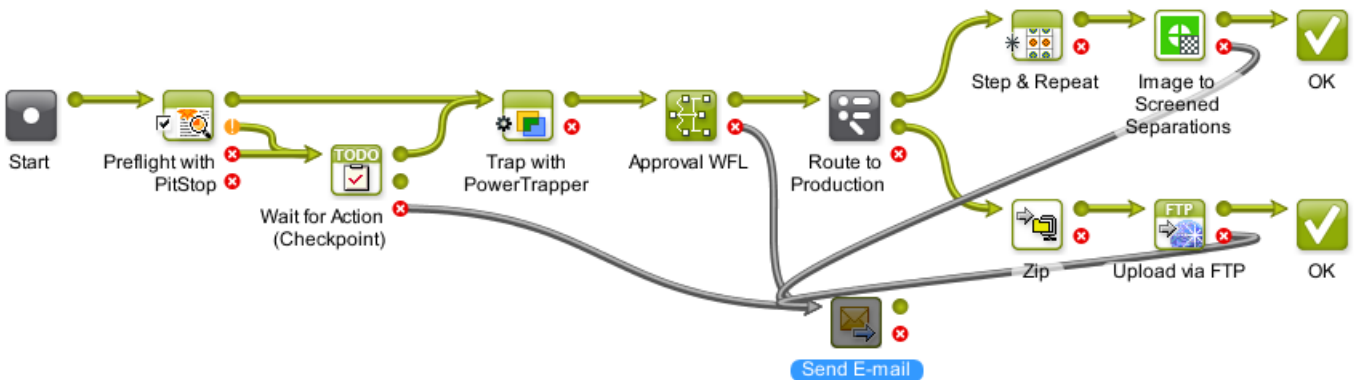 Step & Repeat
Image to
Screened
Separations
OK
Start
Preflight with
PitStop
TODO
Wait for Action
(Checkpoint)
Trap with
PowerTrapper
Approval WFL
Route to
Production
Zip
FTP
Upload via FTP
OK
Send E-mail